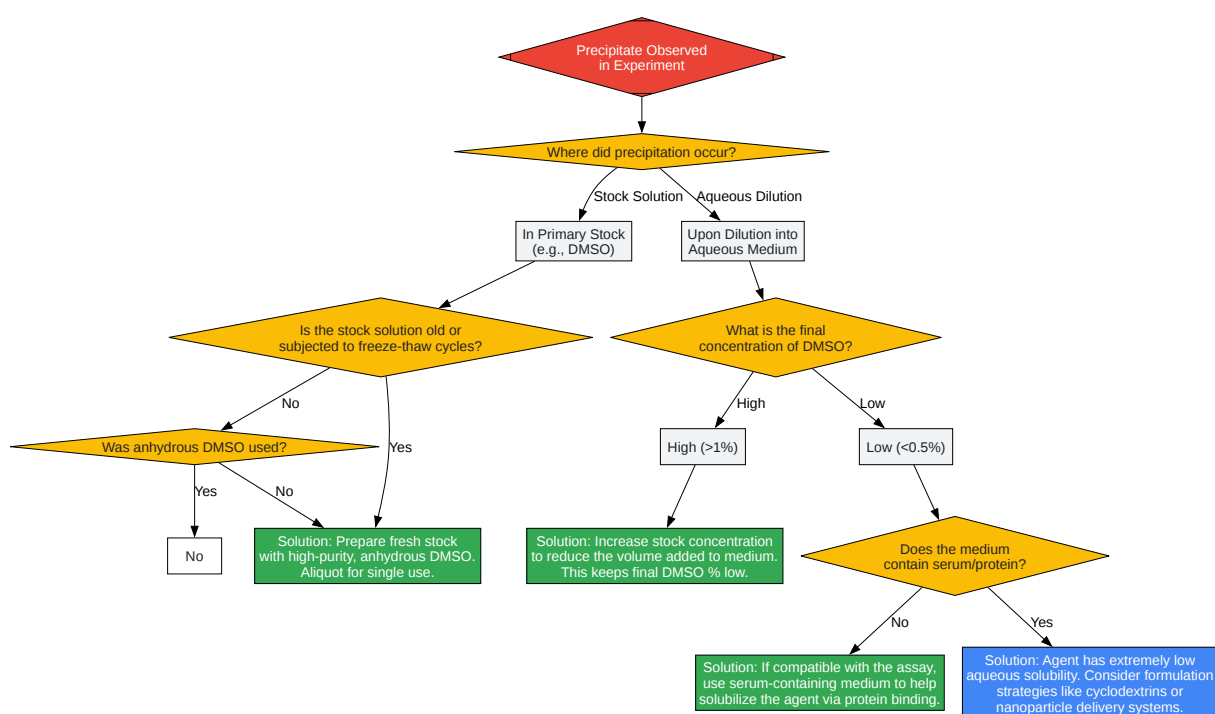 Precipitate Observed
in Experiment
Where did precipitation occur?
Stock Solution
Aqueous Dilution
In Primary Stock
(e.g., DMSO)
Upon Dilution into
Aqueous Medium
Is the stock solution old or
subjected to freeze-thaw cycles?
What is the final
concentration of DMSO?
No
Yes
High
Low
Was anhydrous DMSO used?
High (>1%)
Low (<0.5%)
Yes
No
No
Solution: Prepare fresh stock
with high-purity, anhydrous DMSO.
Aliquot for single use.
Solution: Increase stock concentration
to reduce the volume added to medium.
This keeps final DMSO % low.
Does the medium
contain serum/protein?
No
Yes
Solution: If compatible with the assay,
use serum-containing medium to help
solubilize the agent via protein binding.
Solution: Agent has extremely low
aqueous solubility. Consider formulation
strategies like cyclodextrins or
nanoparticle delivery systems.